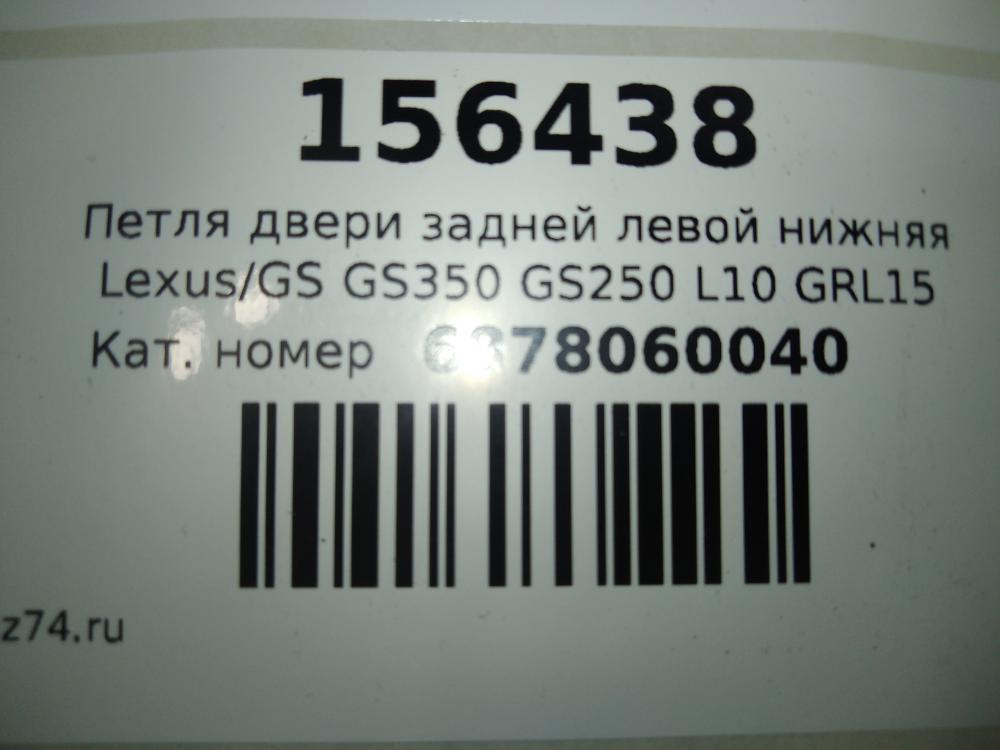 156438
Петля двери задней левой нижняя
Lexus/GS GS350 GS250 L10 GRL15
Кат. номер
z74.ru